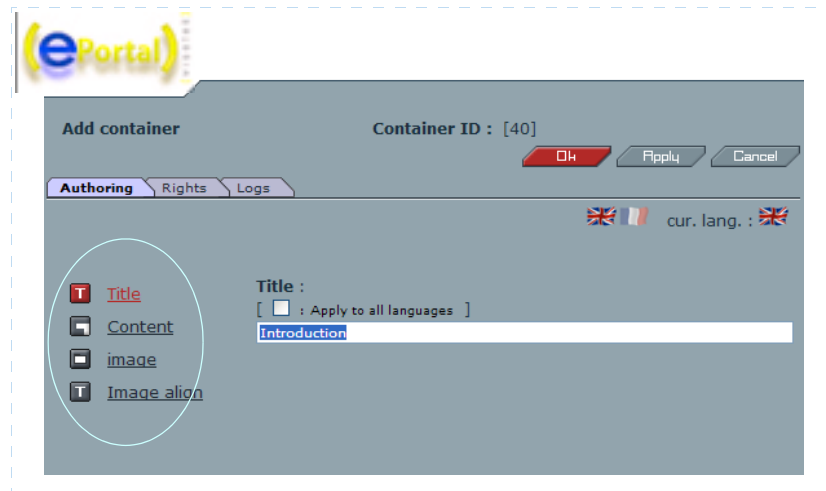 (ePortal)
Add container
Container ID : [40]
Ok Apply Cancel
Authoring Rights Logs
cur. lang. :
T Title
Title :
[ : Apply to all languages ]
Introduction
Content
image
T Image align